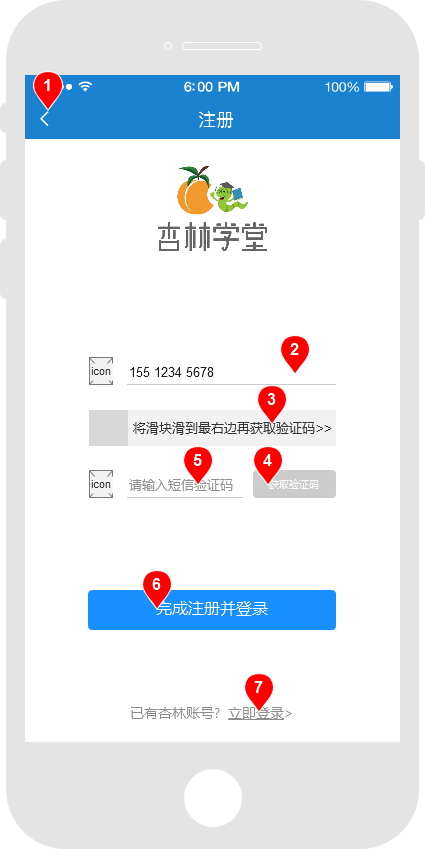 1
6:00 PM
100%
注册
杏林学堂
2
icon
155 1234 5678
3
将滑块滑到最右边再获取验证码>>
5
4
icon
请输入短信验证码
获取验证码
6
完成注册并登录
7
已有杏林账号？立即登录>